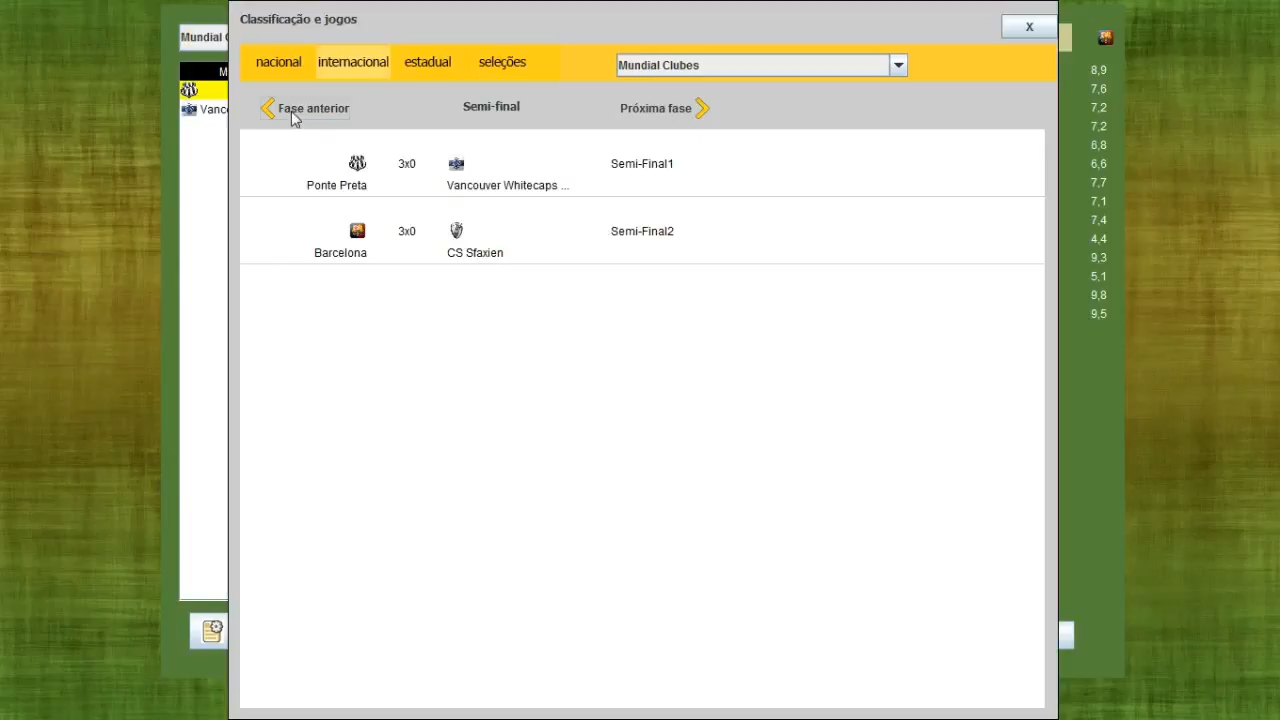 Classificação e jogos
X
Mundial
nacional internacional estadual seleções Mundial Clubes
Fase anterior Semi-final Próxima fase
Ponte Preta 3x0 Vancouver Whitecaps ... Semi-Final1
Barcelona 3x0 CS Sfaxien Semi-Final2
8,9
7,6
7,2
7,2
6,8
6,6
7,7
7,1
7,4
4,4
9,3
5,1
9,8
9,5